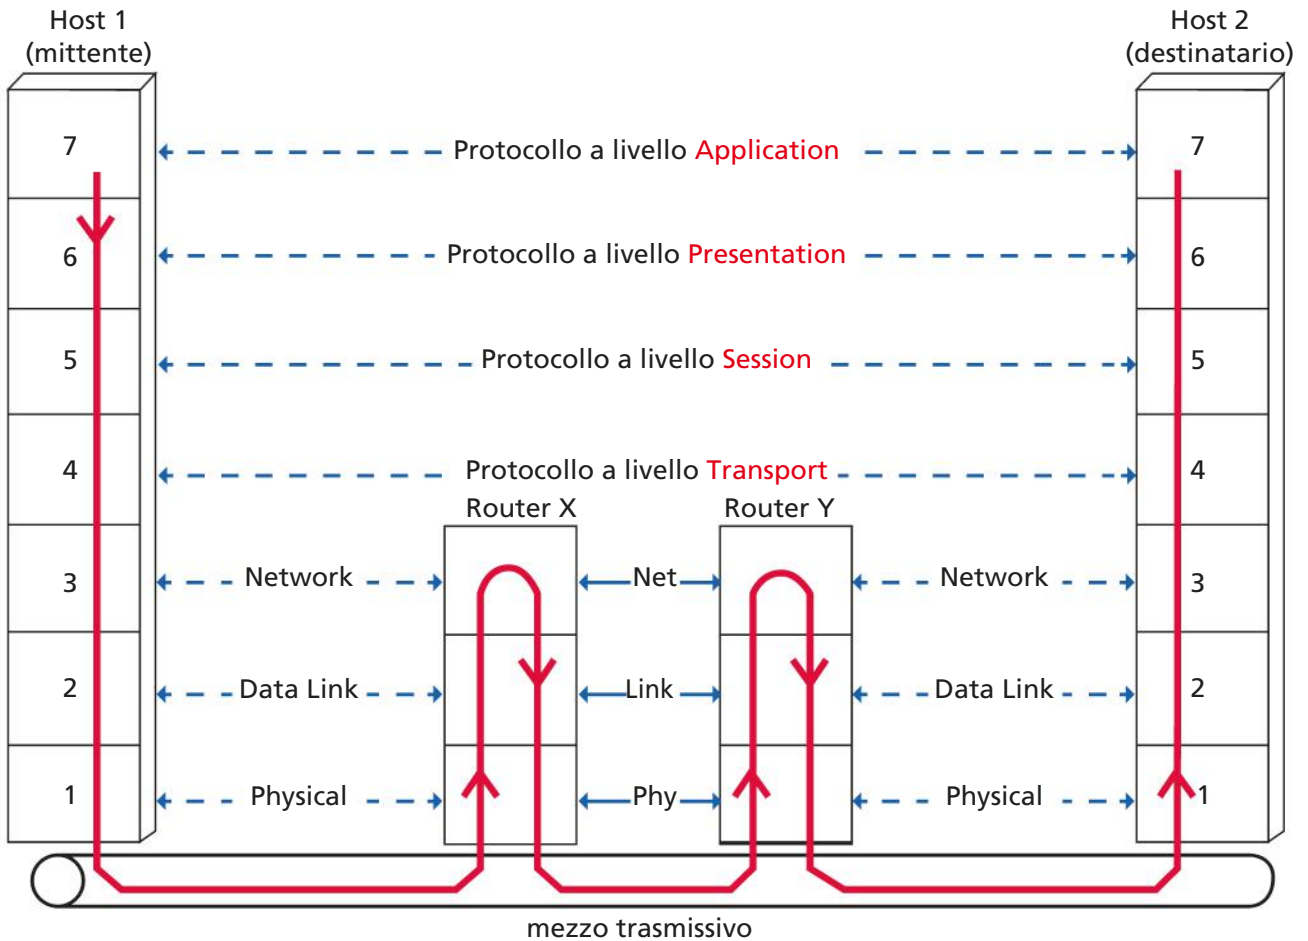 Host 1
(mittente)
Host 2
(destinatario)
7
Protocollo a livello Application
7
6
Protocollo a livello Presentation
6
5
Protocollo a livello Session
5
4
Protocollo a livello Transport
4
Router X
Router Y
3
Network
Net
Network
3
2
Data Link
Link
Data Link
2
1
Physical
Phy
Physical
1
mezzo trasmissivo